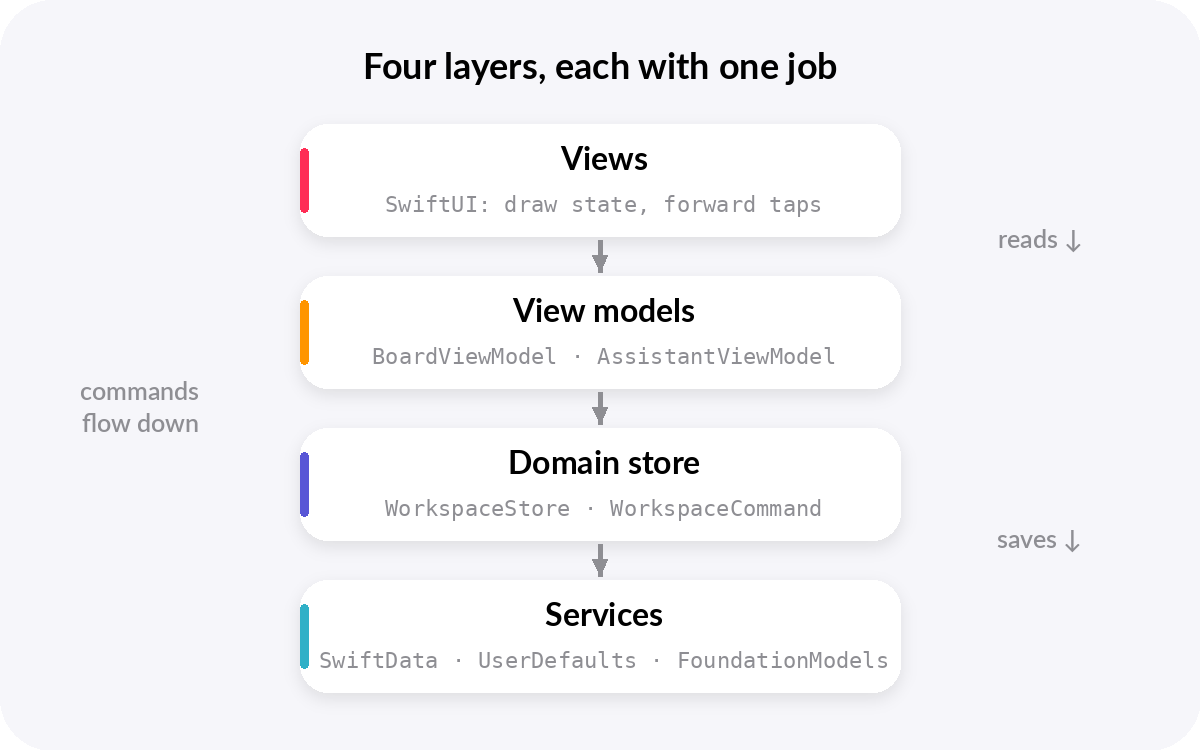 Four layers, each with one job
Views
SwiftUI: draw state, forward taps
reads ↓
View models
BoardViewModel · AssistantViewModel
commands
flow down
Domain store
WorkspaceStore · WorkspaceCommand
saves ↓
Services
SwiftData · UserDefaults · FoundationModels